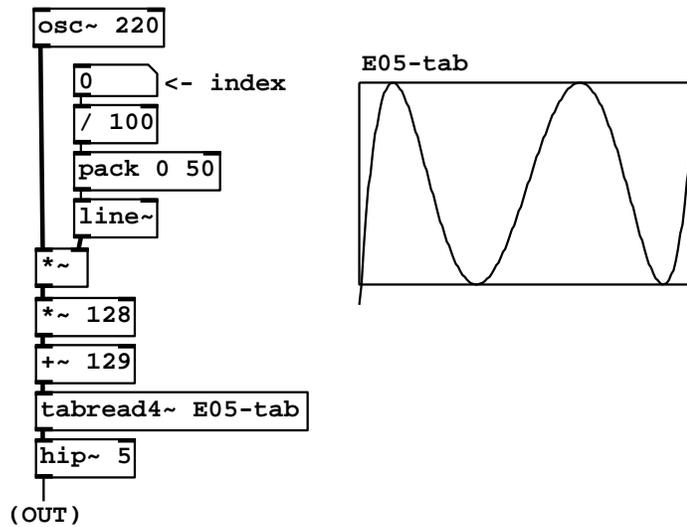 osc~ 220
0 <- index
/ 100
pack 0 50
line~
*~
*~ 128
+~ 129
tabread4~ E05-tab
hip~ 5
(OUT)
E05-tab